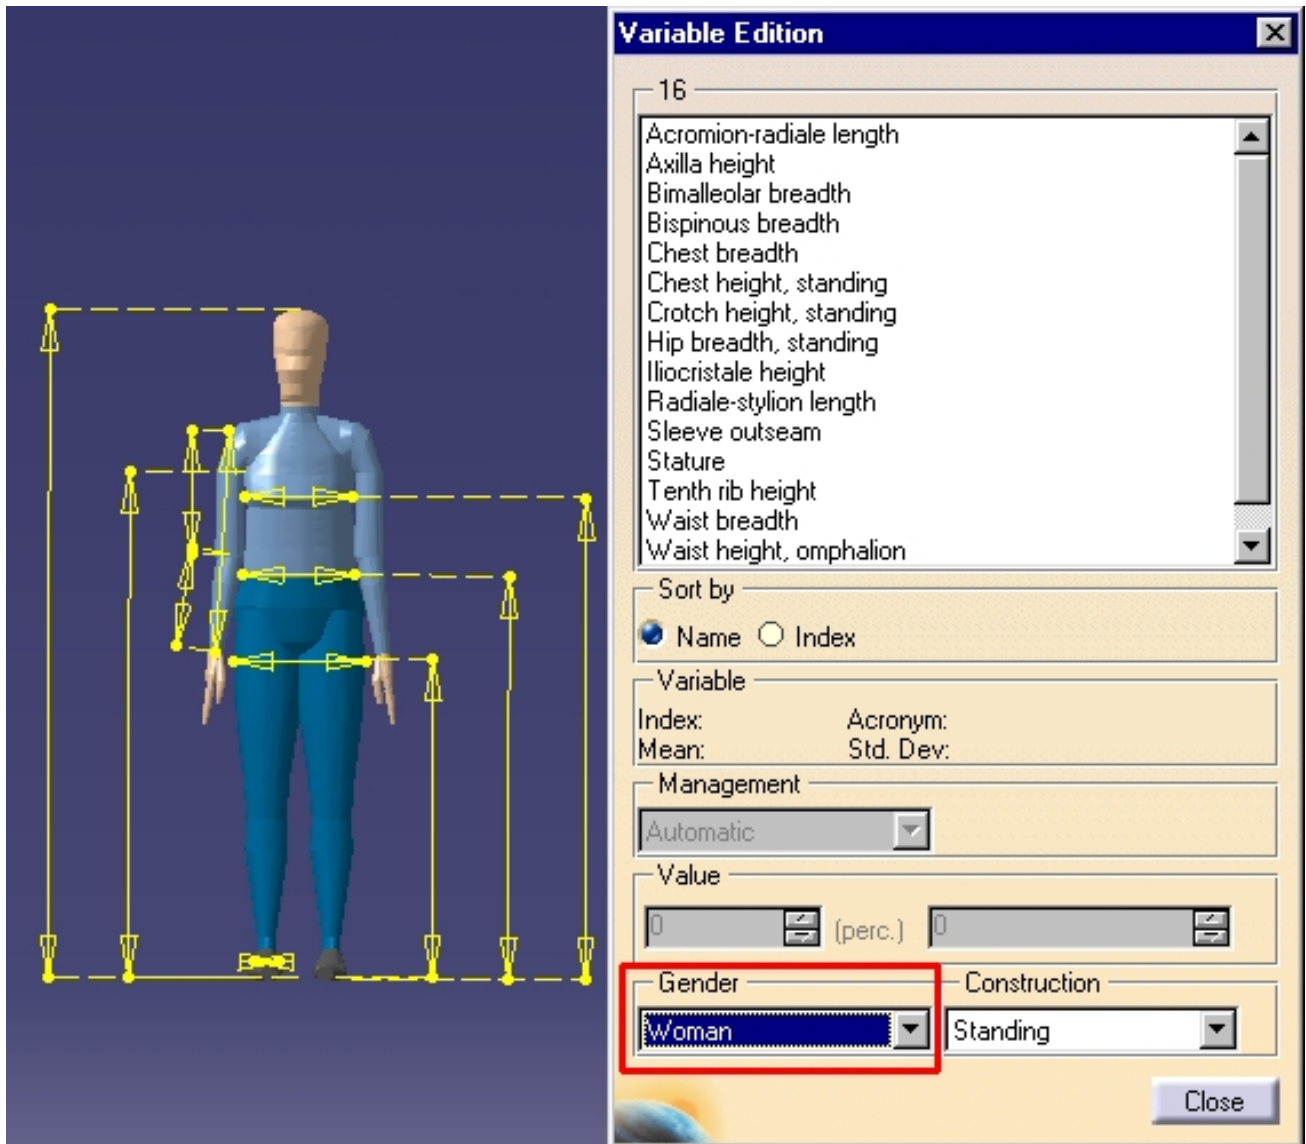 Variable Edition
16
Acromion-radiale length
Axilla height
Bimalleolar breadth
Bispinous breadth
Chest breadth
Chest height, standing
Crotch height, standing
Hip breadth, standing
Iliocristale height
Radiale-stylion length
Sleeve outseam
Stature
Tenth rib height
Waist breadth
Waist height, omphalion
Sort by
Name Index
Variable
Index: Acronym:
Mean: Std. Dev:
Management
Automatic
Value
0 (perc.) 0
Gender Construction
Woman Standing
Close